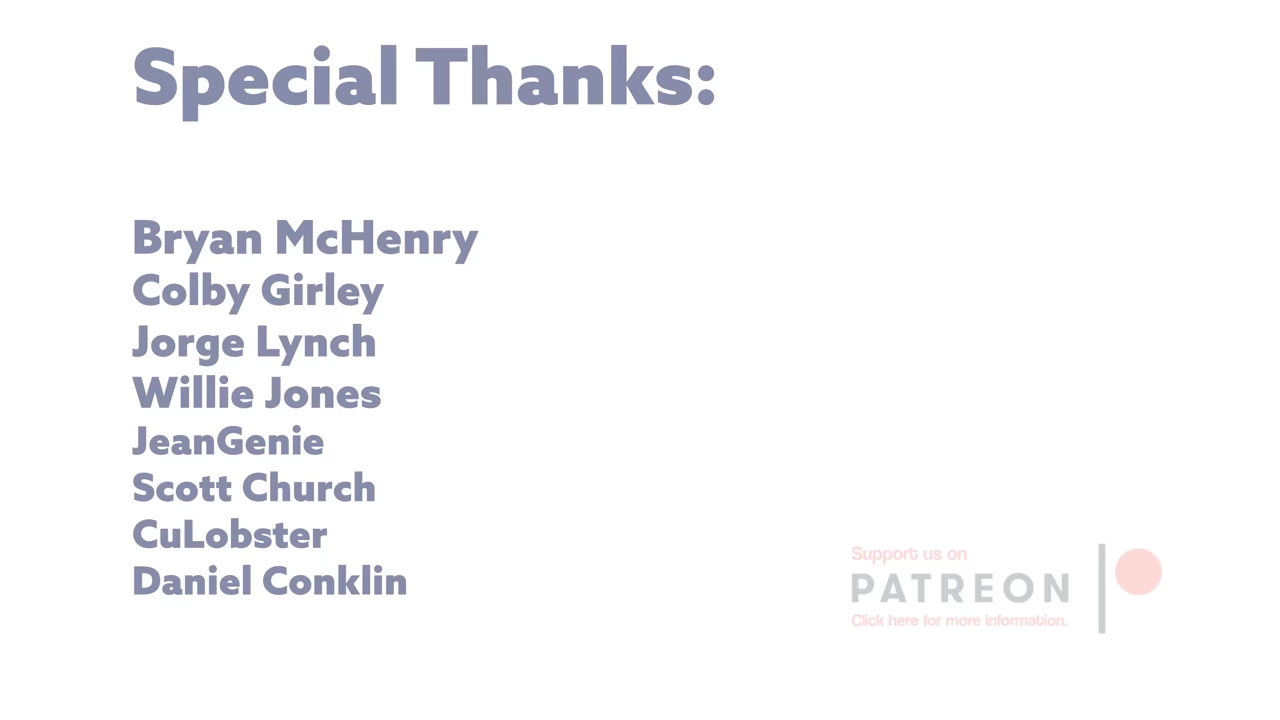 Special Thanks:
Bryan McHenry
Colby Girley
Jorge Lynch
Willie Jones
JeanGenie
Scott Church
CuLobster
Daniel Conklin
Support us on
PATREON
Click here for more information.